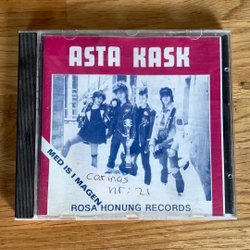 ASTA KASK
MED IS I MAGEN
carinas
nr: 21
ROSA HONUNG RECORDS